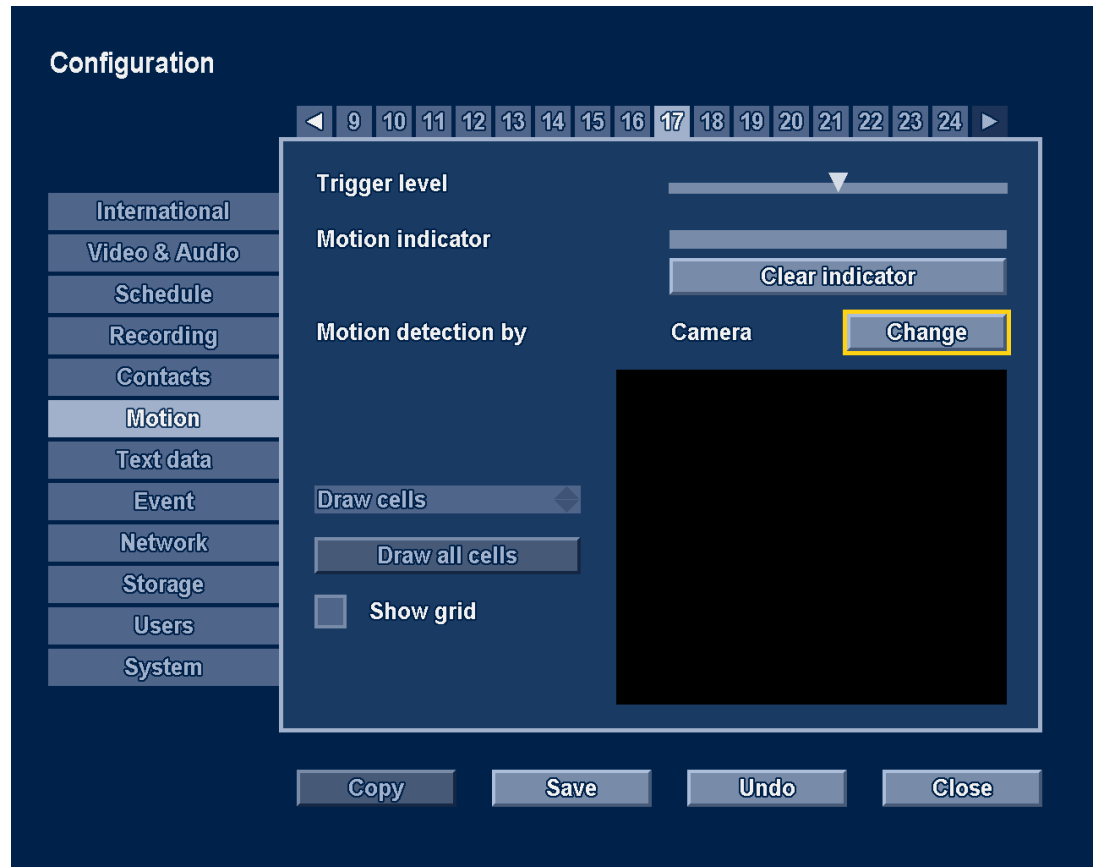 Configuration
9 10 11 12 13 14 15 16 17 18 19 20 21 22 23 24
International
Video & Audio
Schedule
Recording
Contacts
Motion
Text data
Event
Network
Storage
Users
System
Trigger level
Motion indicator
Clear indicator
Motion detection by Camera Change
Draw cells
Draw all cells
Show grid
Copy Save Undo Close